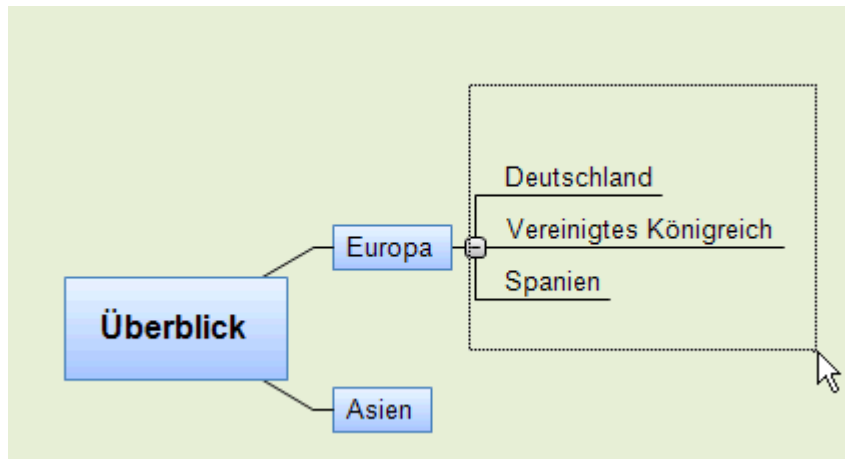 Deutschland
Vereinigtes Königreich
Europa
Spanien
Überblick
Asien